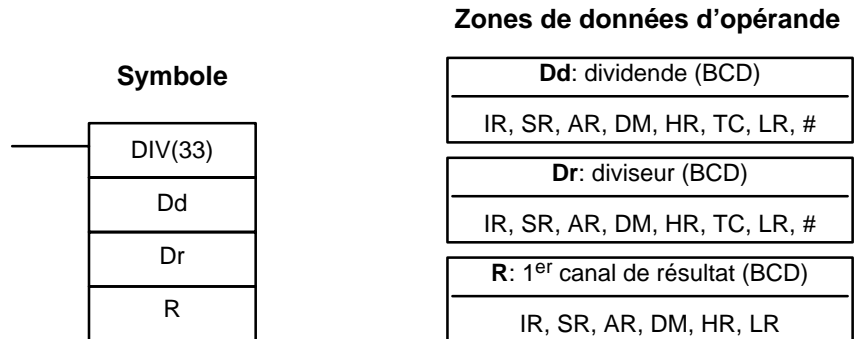 Zones de données d’opérande
Symbole
DIV(33)
Dd
Dr
R
Dd: dividende (BCD)
IR, SR, AR, DM, HR, TC, LR, #
Dr: diviseur (BCD)
IR, SR, AR, DM, HR, TC, LR, #
R: 1er canal de résultat (BCD)
IR, SR, AR, DM, HR, LR